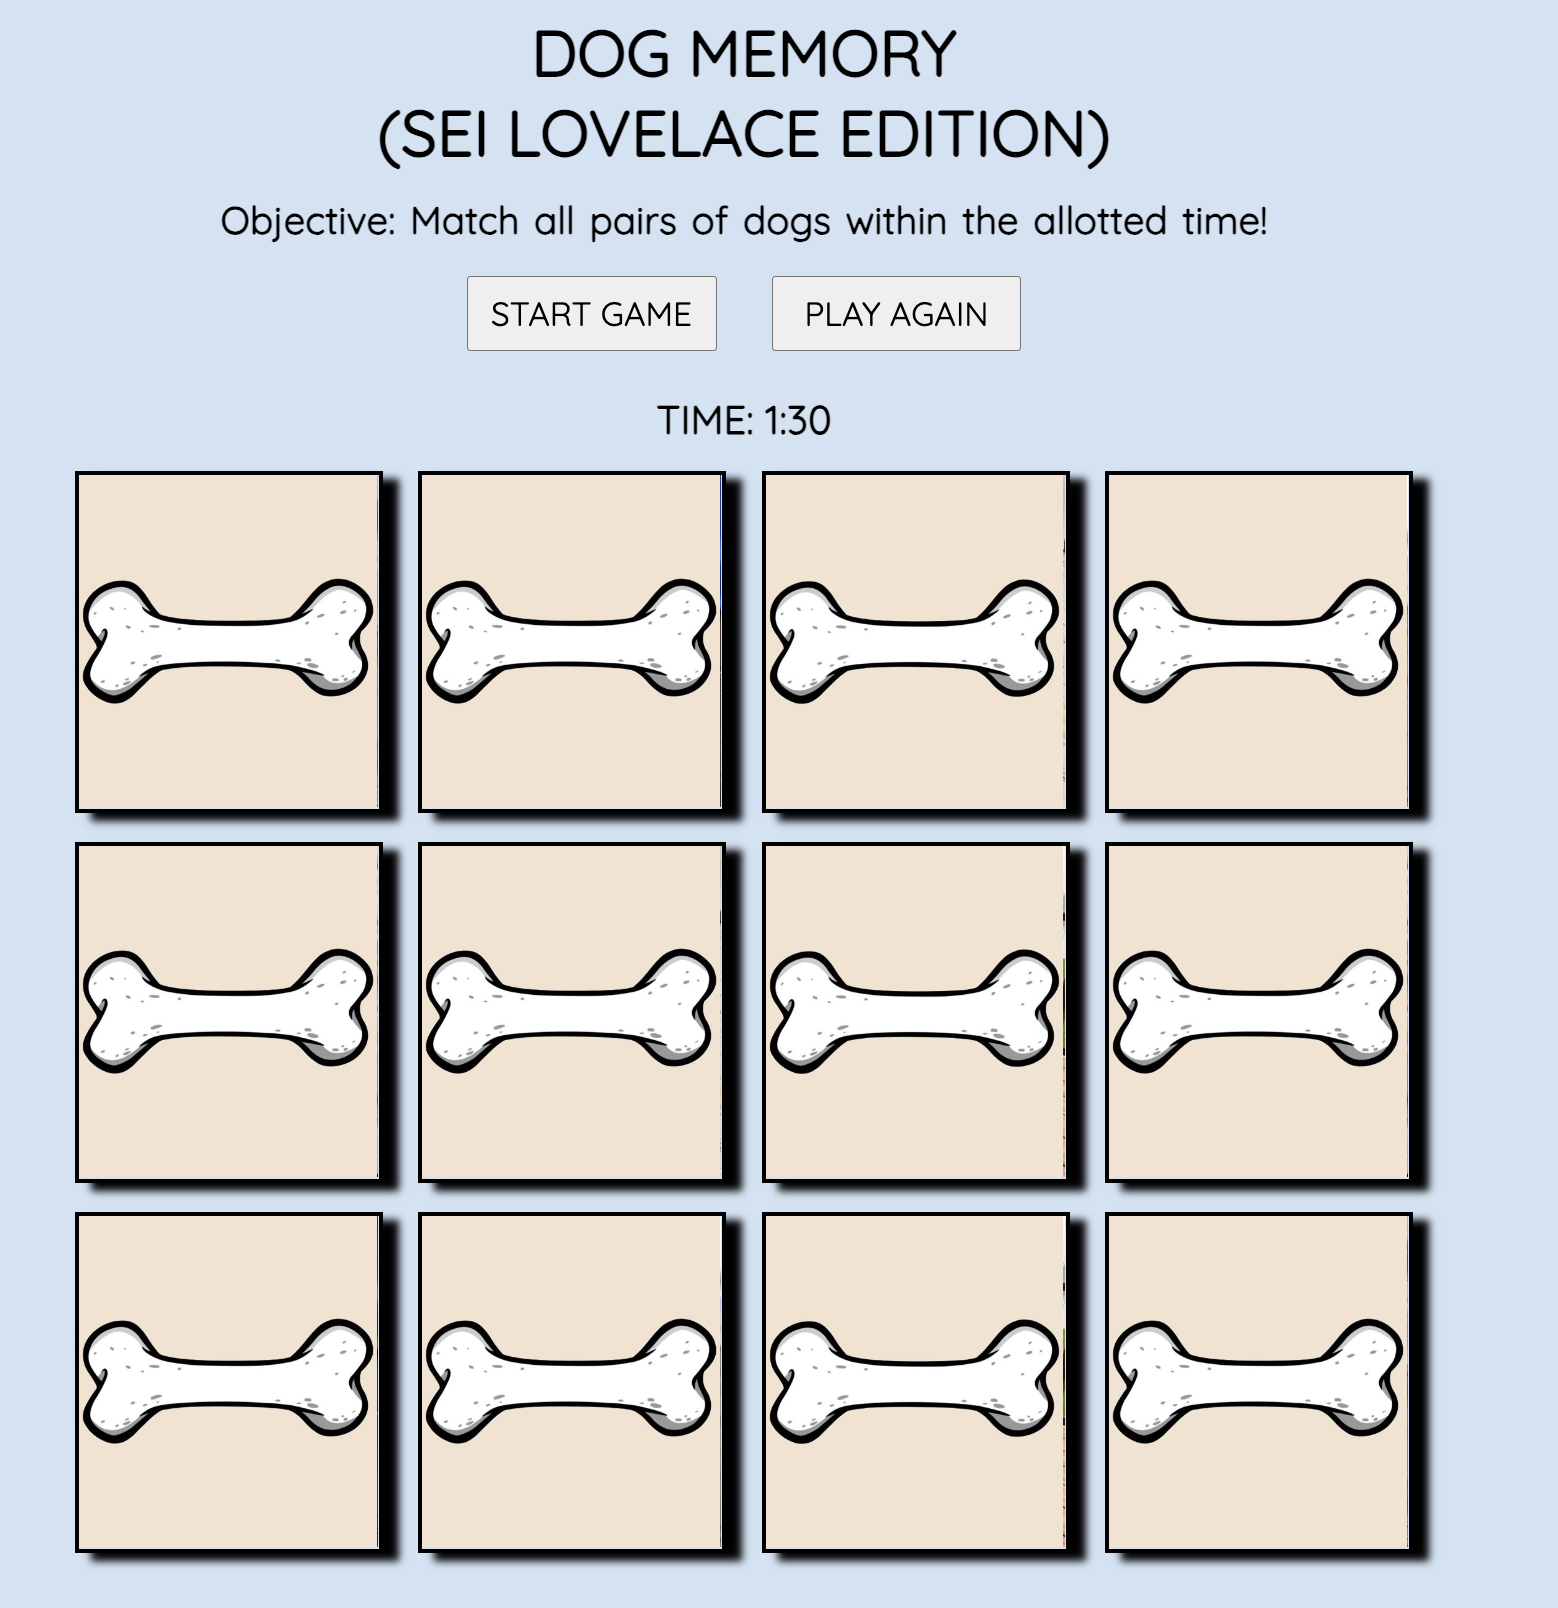 DOG MEMORY
(SEI LOVELACE EDITION)
Objective: Match all pairs of dogs within the allotted time!
START GAME
PLAY AGAIN
TIME: 1:30